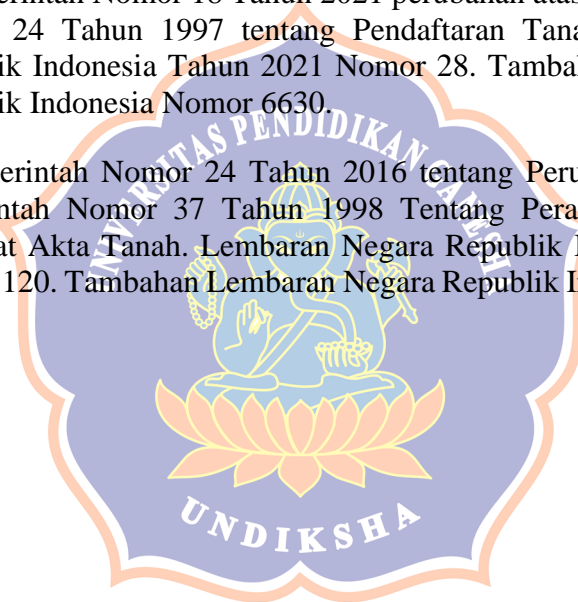 erintah Nomor 18 Tahun 2021 perubahan atas
24 Tahun 1997 tentang Pendaftaran Tana
ik Indonesia Tahun 2021 Nomor 28. Tambah
ik Indonesia Nomor 6630.
UNIVERSITAS PENDIDIKAN GANESHA
erintah Nomor 24 Tahun 2016 tentang Peru
ntah Nomor 37 Tahun 1998 Tentang Pera
at Akta Tanah. Lembaran Negara Republik I
120. Tambahan Lembaran Negara Republik I
UNDIKSHA